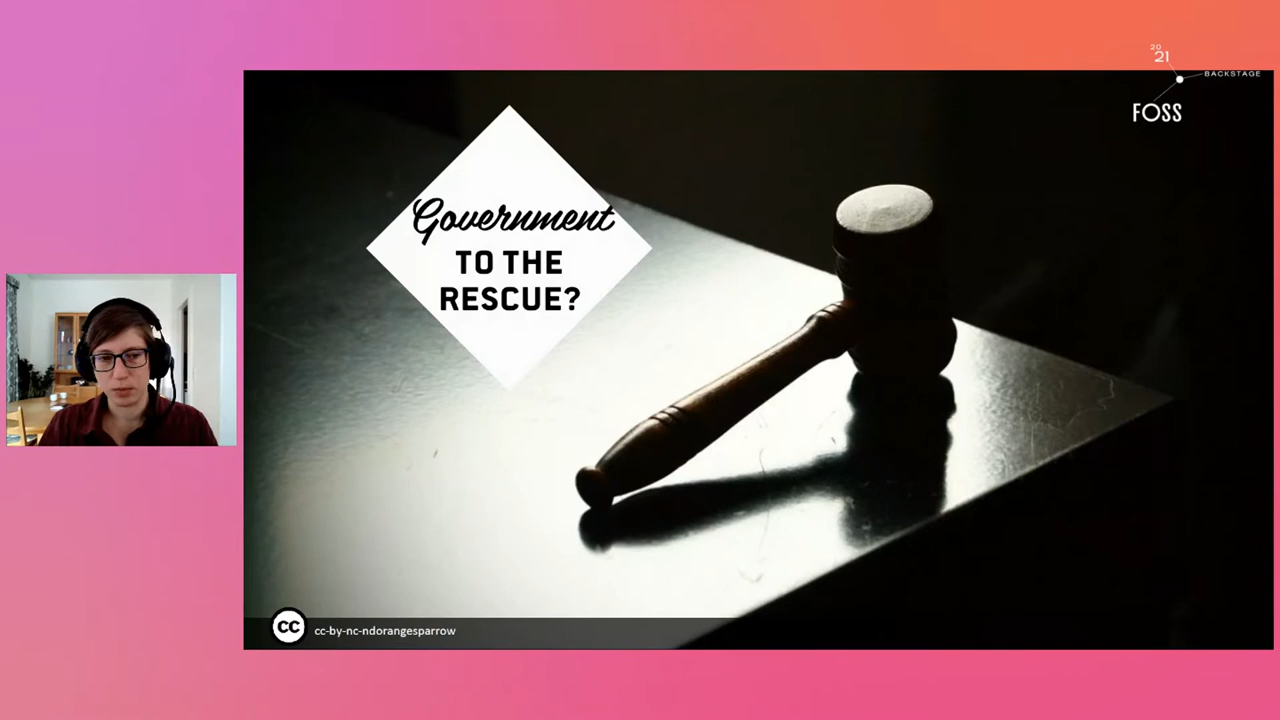 20
21
BACKSTAGE
FOSS
Government
TO THE
RESCUE?
cc cc-by-nc-ndorangesparrow